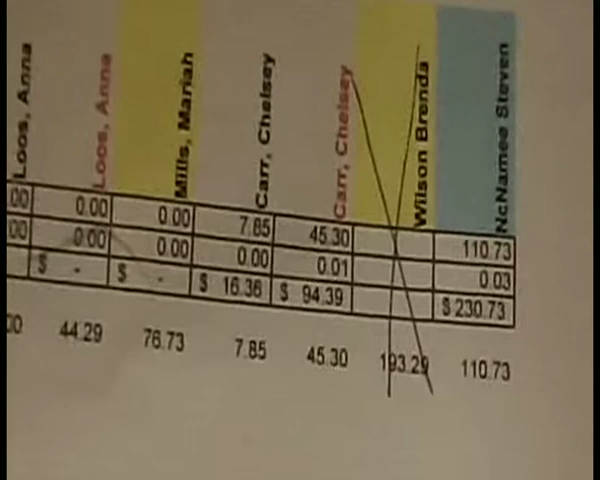 Loos, Anna Loos, Anna Mills, Mariah Carr, Chelsey Carr, Chelsey Wilson Brenda NcNamee Steven
00 0.00 0.00 7.85 45.30 110.73
00 0.00 0.00 0.00 0.01 0.03
$ - $ - $ 16.36 $ 94.39 $ 230.73
00 44.29 76.73 7.85 45.30 193.29 110.73